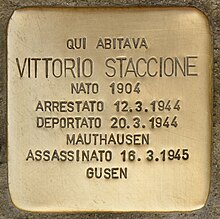 QUI ABITAVA
VITTORIO STACCIONE
NATO 1904
ARRESTATO 12.3.1944
DEPORTATO 20.3.1944
MAUTHAUSEN
ASSASSINATO 16.3.1945
GUSEN